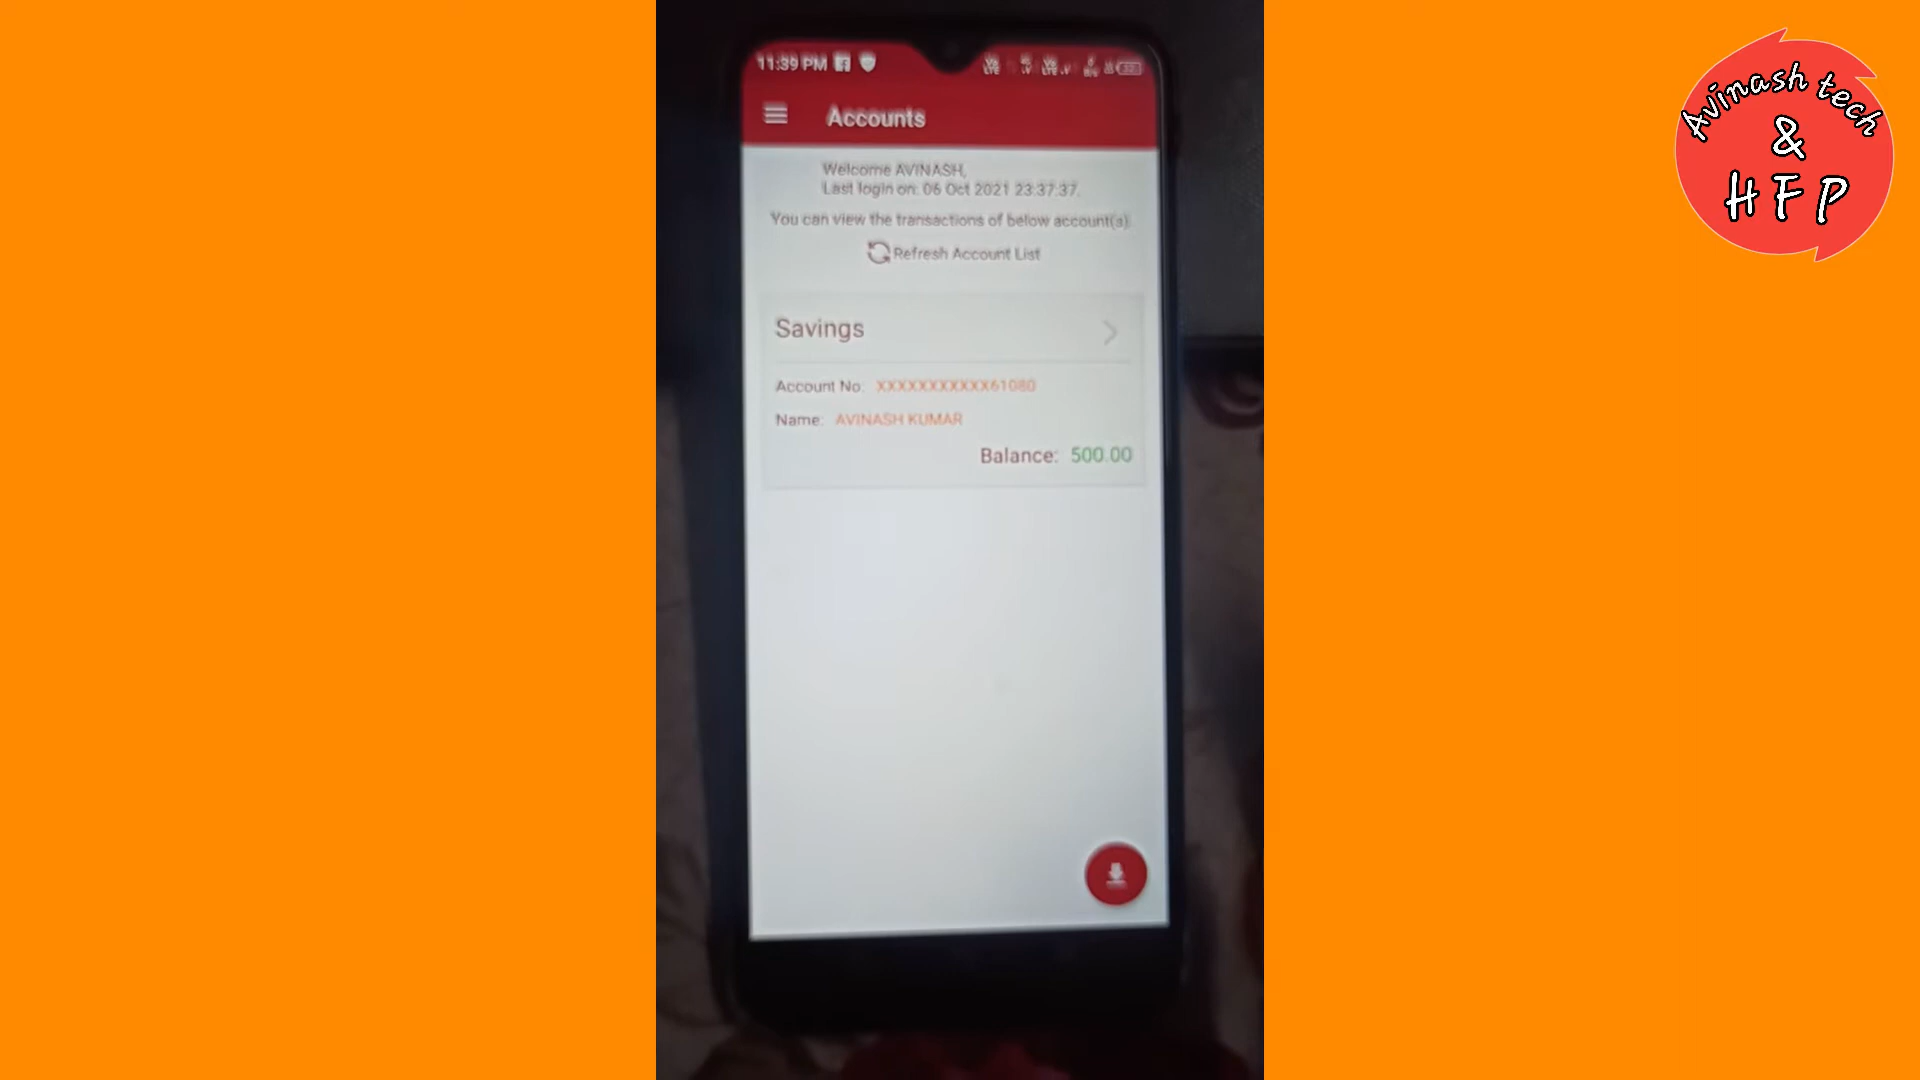 11:39 PM
Accounts
Welcome AVINASH,
Last login on: 06 Oct 2021 23:37:37.
You can view the transactions of below account(s).
Refresh Account List
Savings
Account No: XXXXXXXXXXX61080
Name: AVINASH KUMAR
Balance: 500.00
Avinash tech
&
HFP